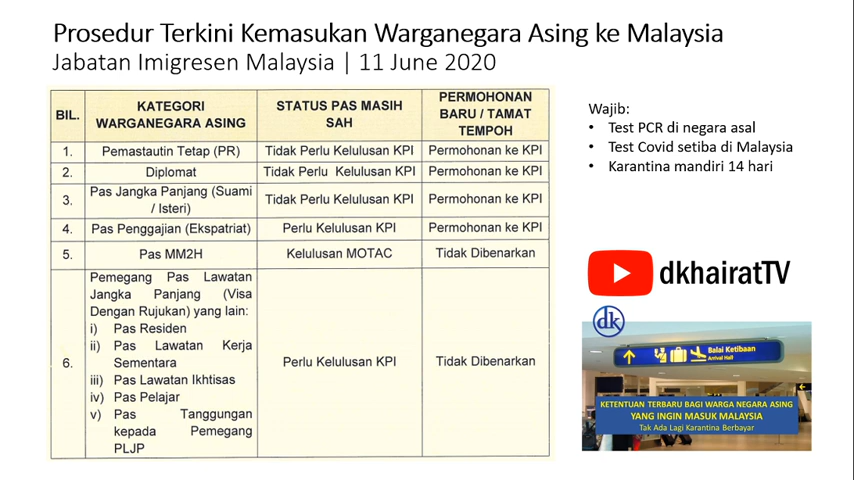 Prosedur Terkini Kemasukan Warganegara Asing ke Malaysia
Jabatan Imigresen Malaysia | 11 June 2020
BIL.
KATEGORI
WARGANEGARA ASING
STATUS PAS MASIH
SAH
PERMOHONAN
BARU / TAMAT
TEMPOH
1.
Pemastautin Tetap (PR)
Tidak Perlu Kelulusan KPI
Permohonan ke KPI
2.
Diplomat
Tidak Perlu Kelulusan KPI
Permohonan ke KPI
3.
Pas Jangka Panjang (Suami
/ Isteri)
Tidak Perlu Kelulusan KPI
Permohonan ke KPI
4.
Pas Penggajian (Ekspatriat)
Perlu Kelulusan KPI
Permohonan ke KPI
5.
Pas MM2H
Kelulusan MOTAC
Tidak Dibenarkan
6.
Pemegang Pas Lawatan
Jangka Panjang (Visa
Dengan Rujukan) yang lain:
i) Pas Residen
ii) Pas Lawatan Kerja
Sementara
iii) Pas Lawatan Ikhtisas
iv) Pas Pelajar
v) Pas Tanggungan
kepada Pemegang
PLJP
Perlu Kelulusan KPI
Tidak Dibenarkan
Wajib:
• Test PCR di negara asal
• Test Covid setiba di Malaysia
• Karantina mandiri 14 hari
dkhairatTV
dk
Balai Ketibaan
Arrival Hall
KETENTUAN TERBARU BAGI WARGA NEGARA ASING
YANG INGIN MASUK MALAYSIA
Tak Ada Lagi Karantina Berbayar